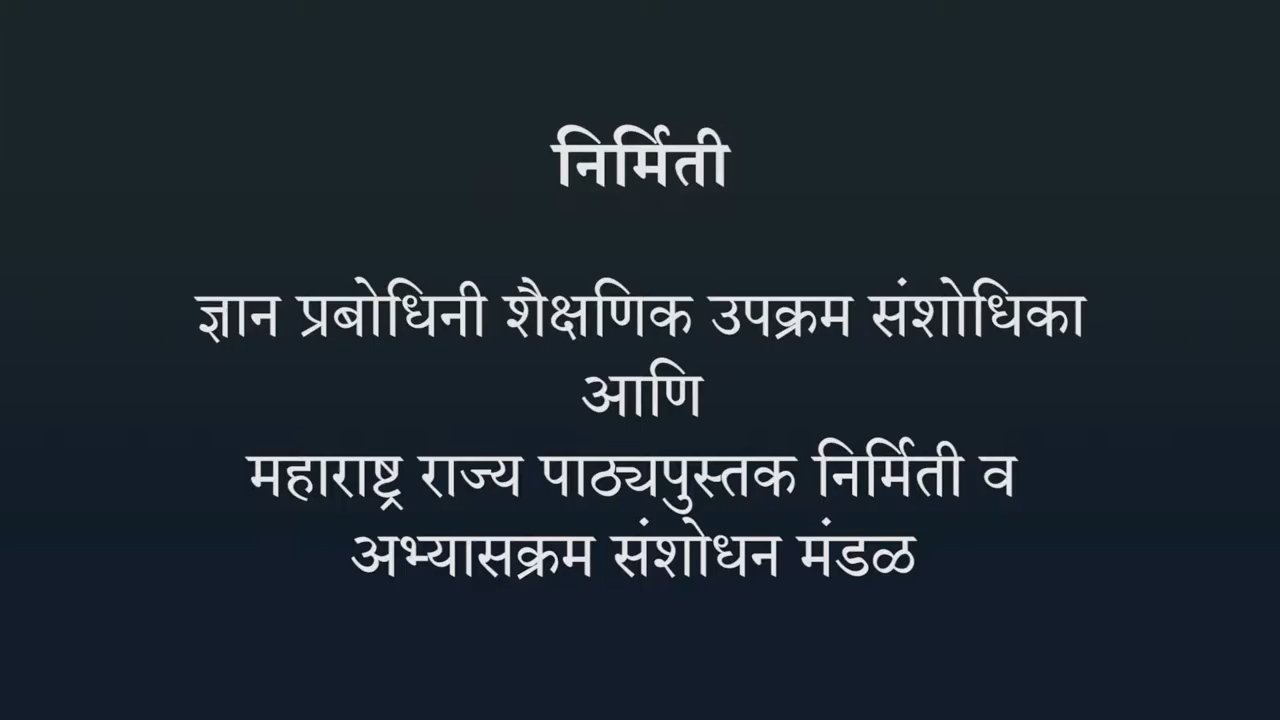 निर्मिती
ज्ञान प्रबोधिनी शैक्षणिक उपक्रम संशोधिका
आणि
महाराष्ट्र राज्य पाठ्यपुस्तक निर्मिती व
अभ्यासक्रम संशोधन मंडळ